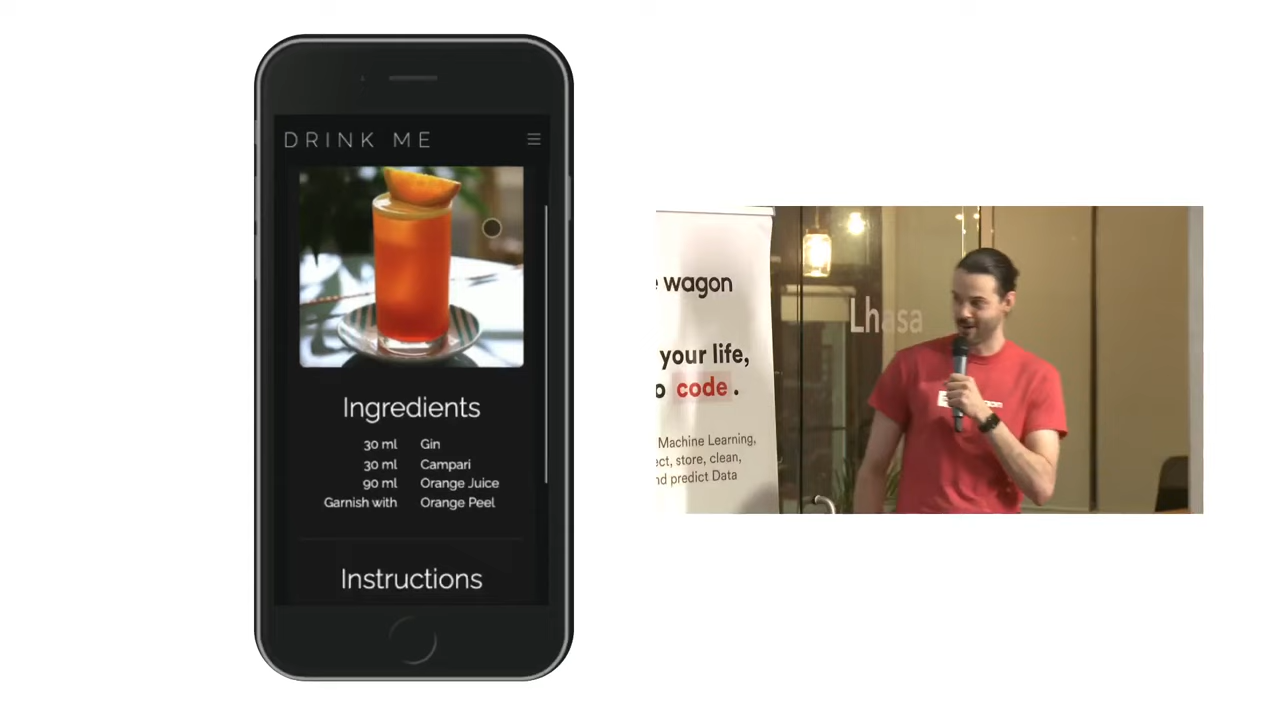 DRINK ME
Ingredients
30 ml Gin
30 ml Campari
90 ml Orange Juice
Garnish with Orange Peel
Instructions
wagon
your life,
code.
Machine Learning,
ect, store, clean,
nd predict Data
Lhasa